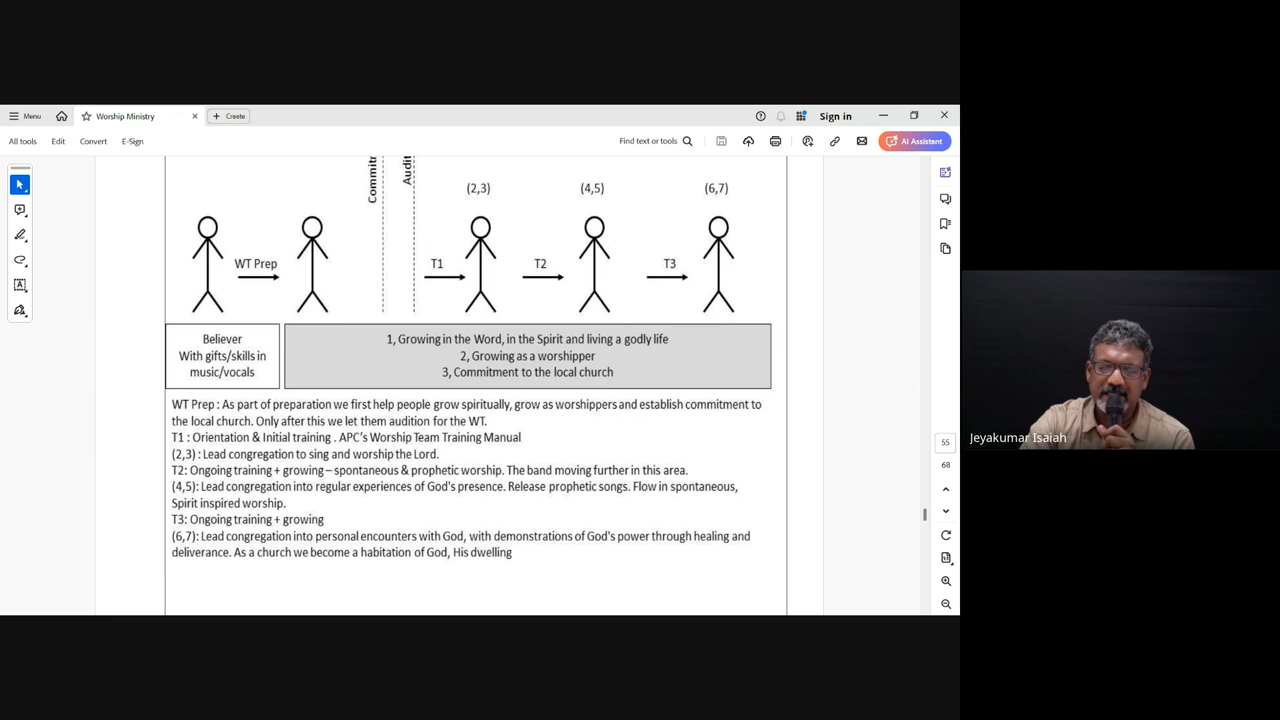 Menu
Worship Ministry
Create
Sign in
All tools
Edit
Convert
E-Sign
Find text or tools
AI Assistant
(2,3)
(4,5)
(6,7)
WT Prep
T1
T2
T3
Believer
With gifts/skills in
music/vocals
1, Growing in the Word, in the Spirit and living a godly life
2, Growing as a worshipper
3, Commitment to the local church
WT Prep : As part of preparation we first help people grow spiritually, grow as worshippers and establish commitment to
the local church. Only after this we let them audition for the WT.
T1 : Orientation & Initial training . APC's Worship Team Training Manual
(2,3) : Lead congregation to sing and worship the Lord.
T2: Ongoing training + growing – spontaneous & prophetic worship. The band moving further in this area.
(4,5): Lead congregation into regular experiences of God's presence. Release prophetic songs. Flow in spontaneous,
Spirit inspired worship.
T3: Ongoing training + growing
(6,7): Lead congregation into personal encounters with God, with demonstrations of God's power through healing and
deliverance. As a church we become a habitation of God, His dwelling
55
68
Jeyakumar Isaiah